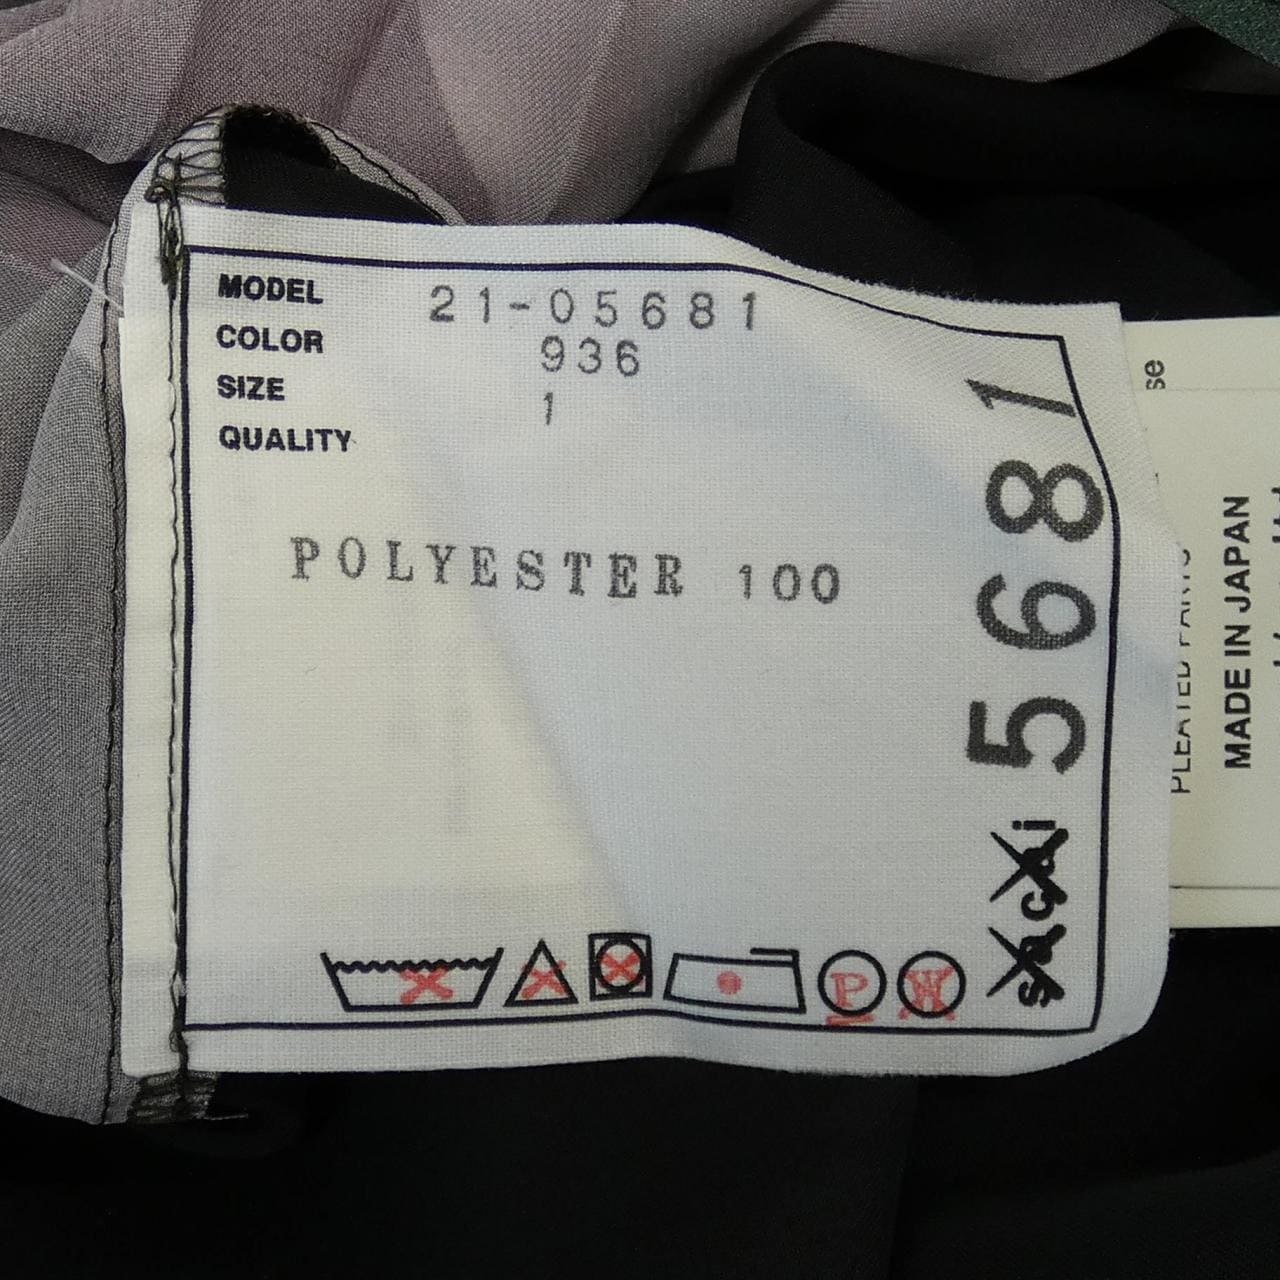 MODEL 21-05681
COLOR 936
SIZE 1
QUALITY
POLYESTER 100
P
W
sacai 5681
PLEATED PARTS
MADE IN JAPAN